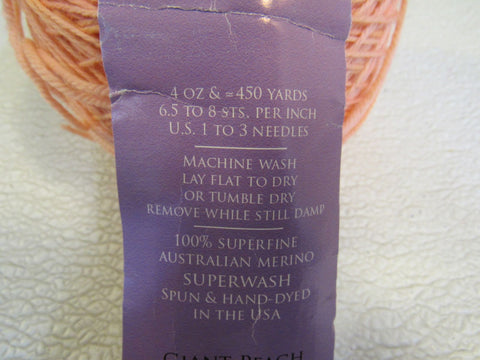 4 OZ & ≈450 YARDS
6.5 TO 8 STS. PER INCH
U.S. 1 TO 3 NEEDLES
MACHINE WASH
LAY FLAT TO DRY
OR TUMBLE DRY
REMOVE WHILE STILL DAMP
100% SUPERFINE
AUSTRALIAN MERINO
SUPERWASH
SPUN & HAND-DYED
IN THE USA
GIANT PEACH